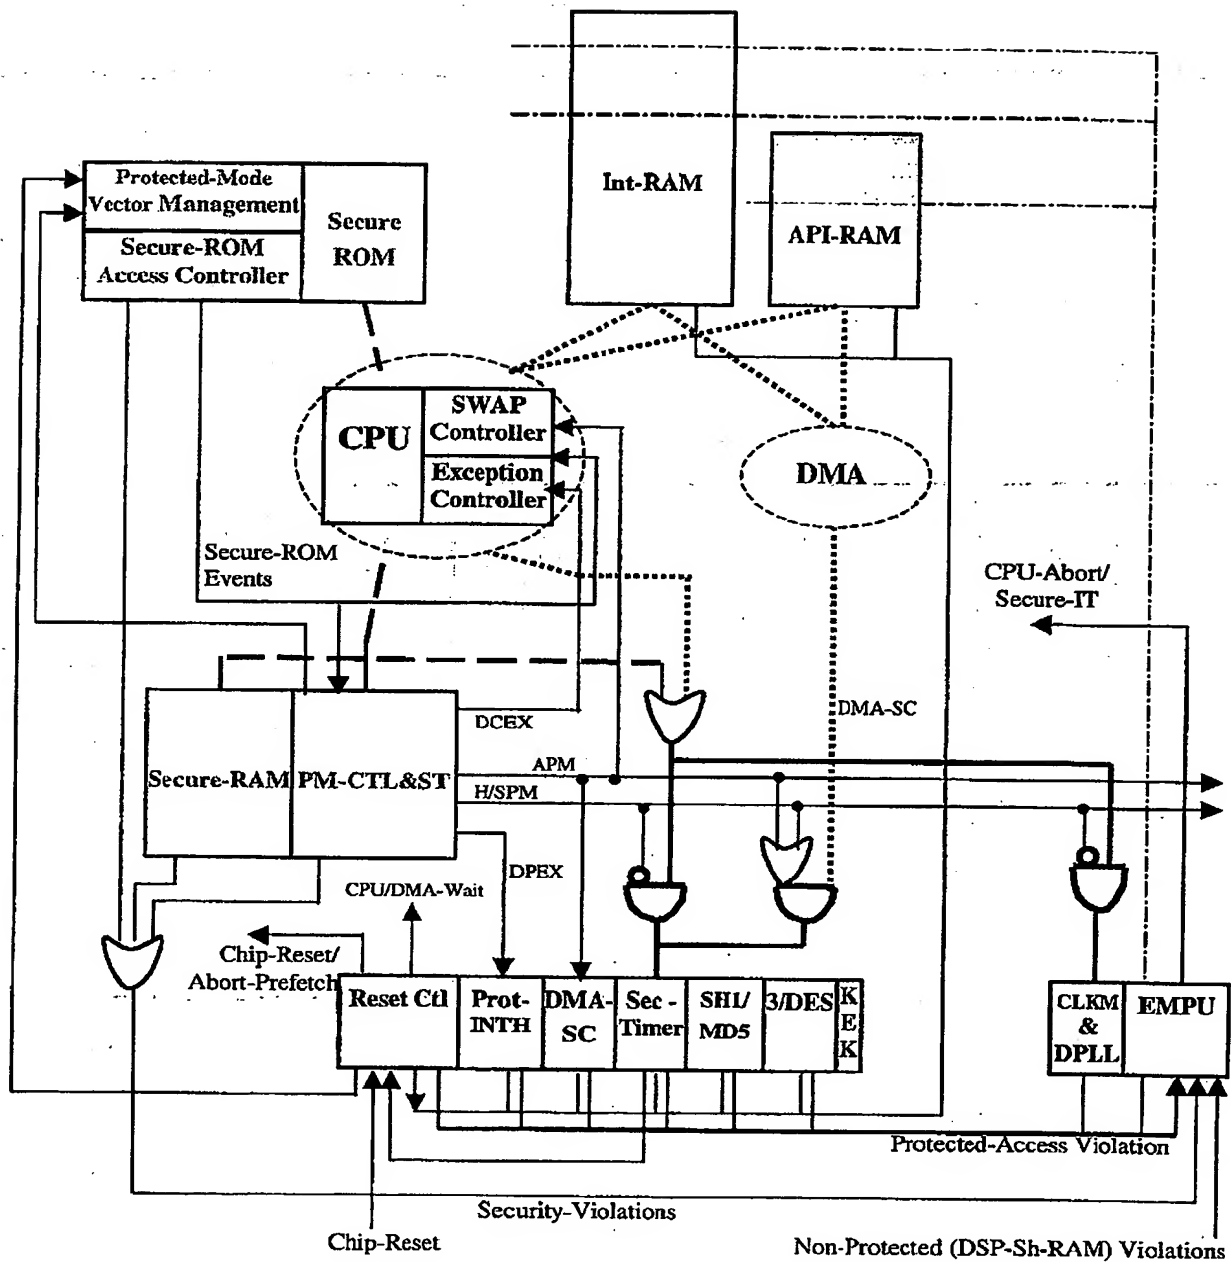 Int-RAM
API-RAM
Protected-Mode
Vector Management
Secure-ROM
Access Controller
Secure
ROM
CPU
SWAP
Controller
Exception
Controller
DMA
Secure-ROM
Events
CPU-Abort/
Secure-IT
DMA-SC
Secure-RAM
PM-CTL&ST
DCEX
APM
H/SPM
DPEX
CPU/DMA-Wait
Chip-Reset/
Abort-Prefetch
Reset Ctl
Prot-
INTH
DMA-
SC
Sec -
Timer
SH1/
MD5
3/DES
K
E
K
CLKM
&
DPLL
EMPU
Protected-Access Violation
Security-Violations
Chip-Reset
Non-Protected (DSP-Sh-RAM) Violations